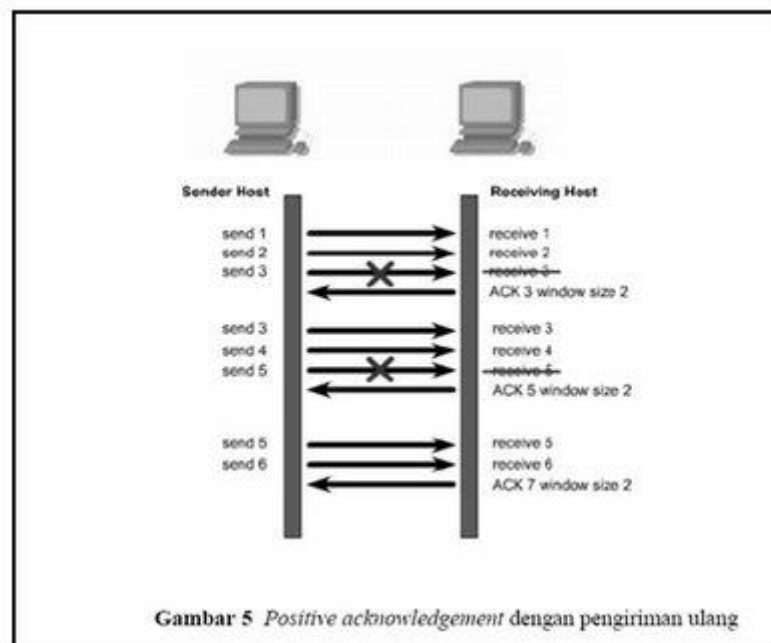 Sender Host Receiving Host
send 1 receive 1
send 2 receive 2
send 3 receive 3
ACK 3 window size 2
send 3 receive 3
send 4 receive 4
send 5 receive 5
ACK 5 window size 2
send 5 receive 5
send 6 receive 6
ACK 7 window size 2
Gambar 5 Positive acknowledgement dengan pengiriman ulang